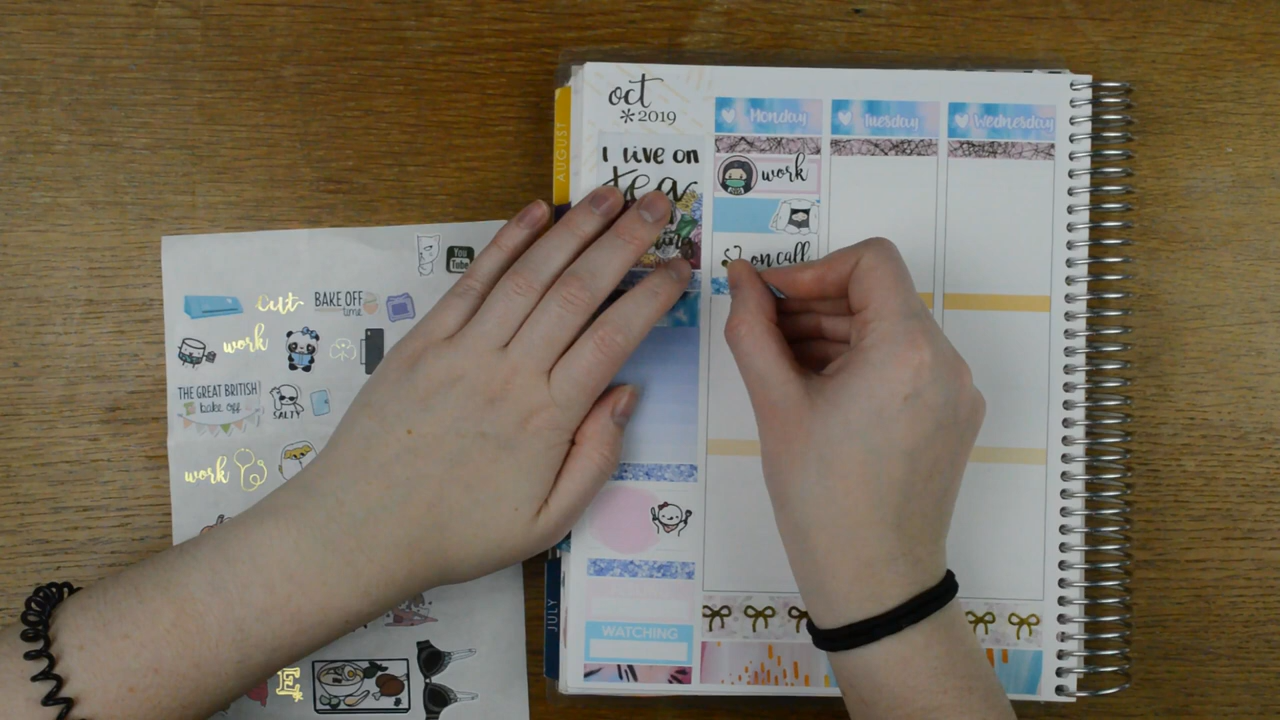 oct
*2019
Monday
Tuesday
Wednesday
I live on
tea
work
on call
AUGUST
You
Tube
cut
BAKE OFF
time
work
THE GREAT BRITISH
bake off
SALTY
work
JULY
WATCHING
E